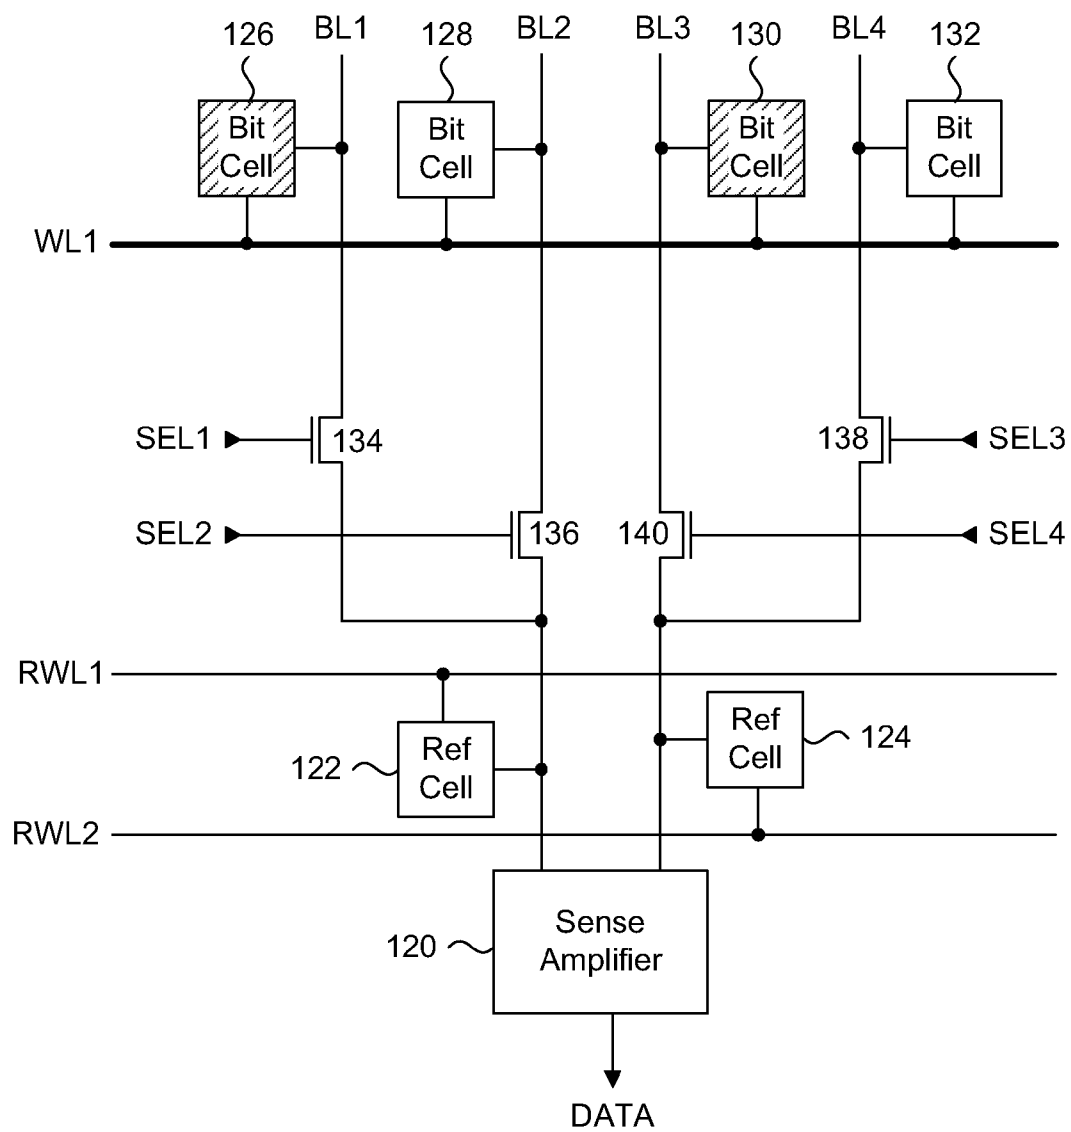 126 BL1 128 BL2 BL3 130 BL4 132
Bit Cell
Bit Cell
Bit Cell
Bit Cell
WL1
SEL1 134 138 SEL3
SEL2 136 140 SEL4
RWL1
Ref Cell 124
122 Ref Cell
RWL2
120 Sense Amplifier
DATA